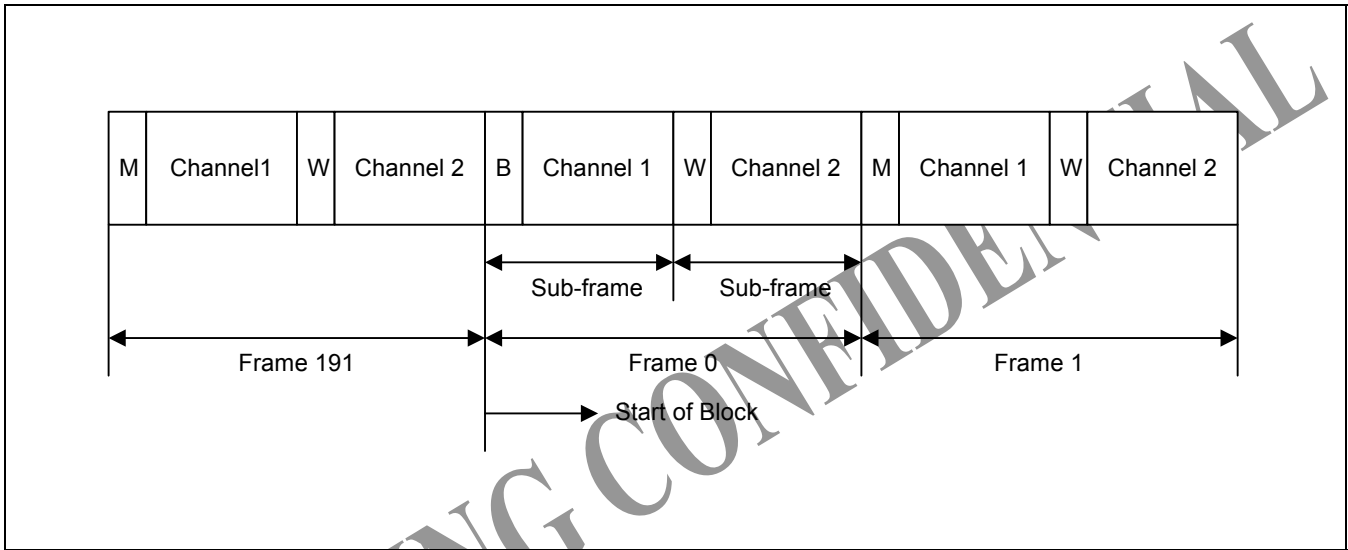 M Channel1 W Channel 2 B Channel 1 W Channel 2 M Channel 1 W Channel 2
Sub-frame Sub-frame
Frame 191 Frame 0 Frame 1
Start of Block
NG CONFIDENTIAL